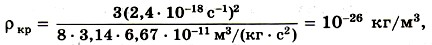 ρ кр = 3(2,4 · 10⁻¹⁸ с⁻¹)² / 8 · 3,14 · 6,67 · 10⁻¹¹ м³/(кг · с²) = 10⁻²⁶ кг/м³,